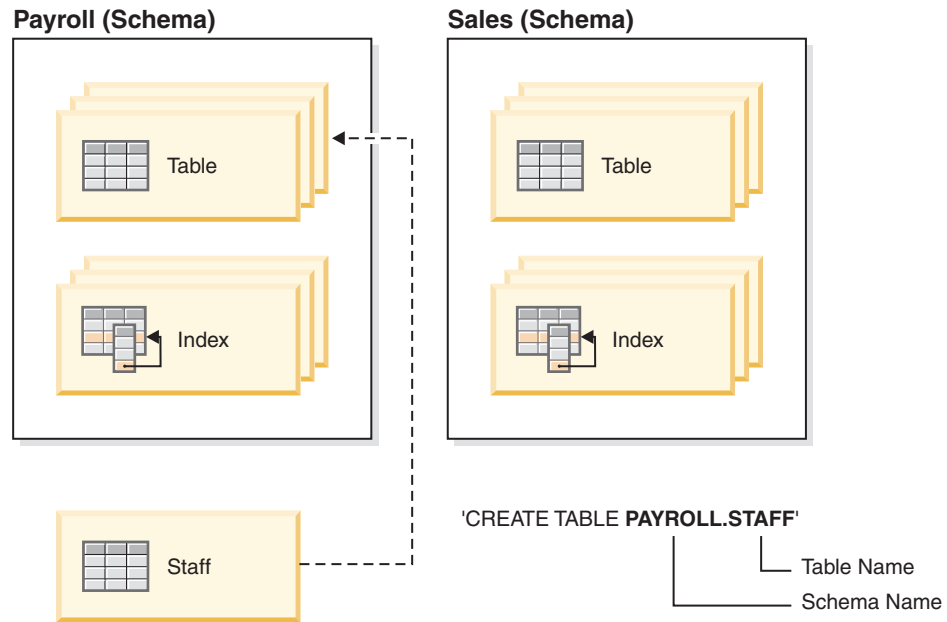 Payroll (Schema)
Sales (Schema)
Table
Table
Index
Index
Staff
'CREATE TABLE PAYROLL.STAFF'
Table Name
Schema Name